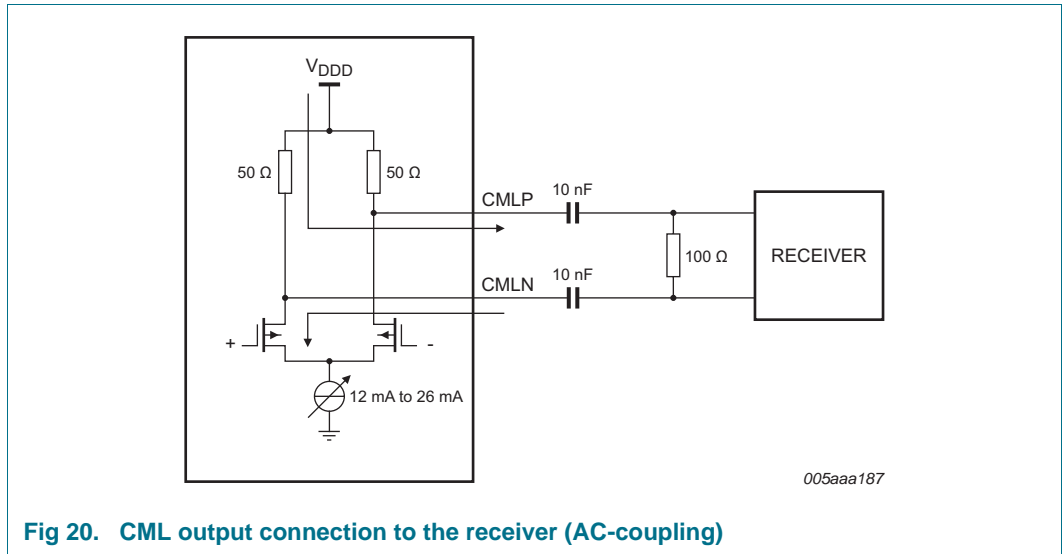 VDDD
50 Ω
50 Ω
CMLP
10 nF
100 Ω
RECEIVER
CMLN
10 nF
+
-
12 mA to 26 mA
005aaa187
Fig 20. CML output connection to the receiver (AC-coupling)